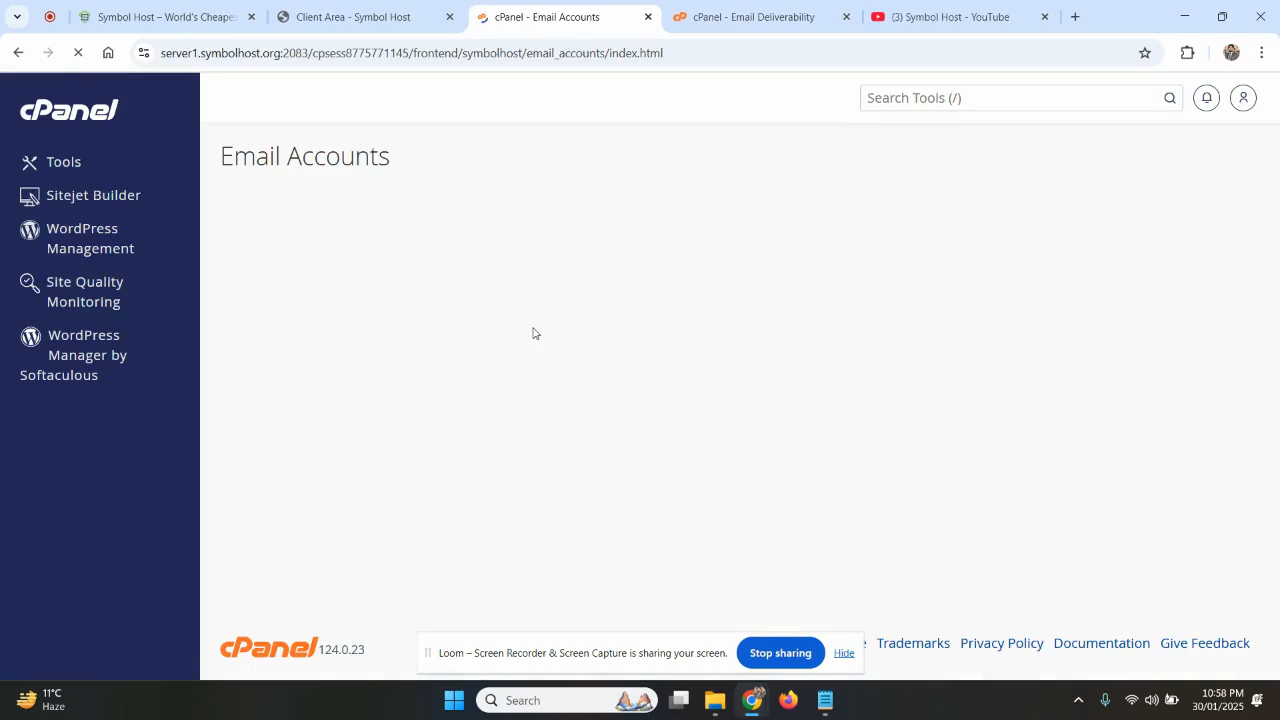 Symbol Host – World's Cheapes
Client Area - Symbol Host
cPanel - Email Accounts
cPanel - Email Deliverability
(3) Symbol Host - YouTube
server1.symbolhost.org:2083/cpsess8775771145/frontend/symbolhost/email_accounts/index.html
cPanel
Search Tools (/)
Tools
Sitejet Builder
WordPress
Management
Site Quality
Monitoring
WordPress
Manager by
Softaculous
Email Accounts
cPanel 124.0.23
Trademarks
Privacy Policy
Documentation
Give Feedback
Loom – Screen Recorder & Screen Capture is sharing your screen.
Stop sharing
Hide
11°C
Haze
Search
10:58 PM
30/01/2025